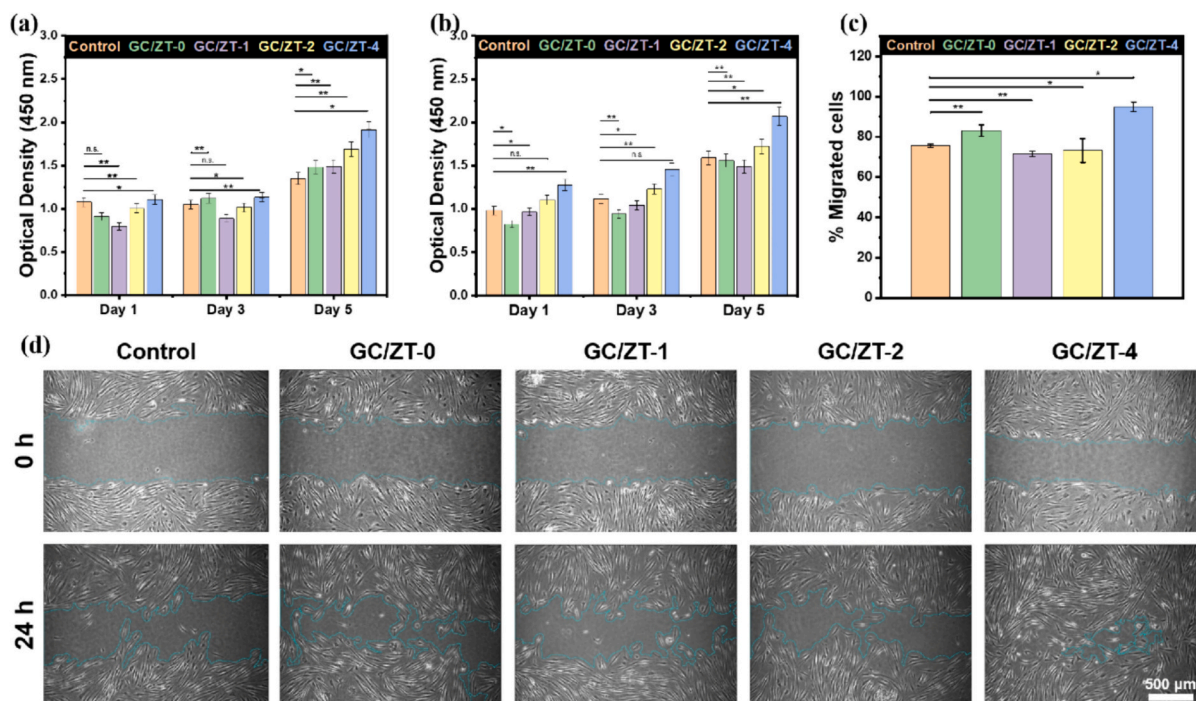 (a)
Control GC/ZT-0 GC/ZT-1 GC/ZT-2 GC/ZT-4
Optical Density (450 nm)
3.0
2.5
2.0
1.5
1.0
0.5
0.0
n.s.
**
**
*
**
n.s.
*
**
*
**
**
*
Day 1 Day 3 Day 5
(b)
Control GC/ZT-0 GC/ZT-1 GC/ZT-2 GC/ZT-4
Optical Density (450 nm)
3.0
2.5
2.0
1.5
1.0
0.5
0.0
*
*
n.s.
**
**
*
**
n.s.
**
**
*
**
Day 1 Day 3 Day 5
(c)
Control GC/ZT-0 GC/ZT-1 GC/ZT-2 GC/ZT-4
% Migrated cells
120
100
80
60
40
20
0
*
*
**
**
(d)
Control GC/ZT-0 GC/ZT-1 GC/ZT-2 GC/ZT-4
0 h
24 h
500 µm